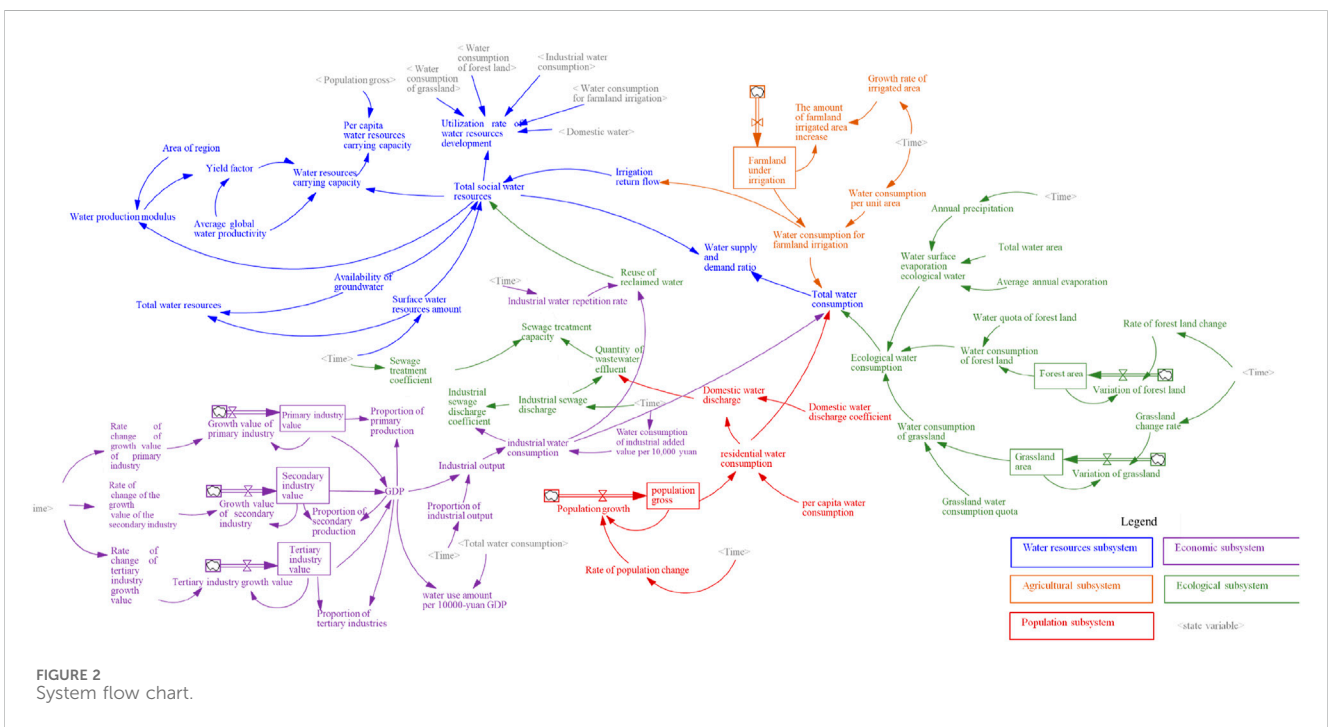 < Water
consumption
of forest land>
< Industrial water
consumption>
< Population gross>
< Water
consumption
of grassland>
< Water consumption
for farmland irrigation>
< Domestic water>
Per capita
water resources
carrying capacity
Utilization rate of
water resources
development
Area of region
Yield factor
Water resources
carrying capacity
Total social water
resources
Irrigation
return flow
Water production modulus
Average global
water productivity
Water supply
and
demand ratio
Availability of
groundwater
Total water resources
Surface water
resources amount
<Time>
Growth rate of
irrigated area
The amount
of farmland
irrigated area
increase
<Time>
Farmland
under
irrigation
Water consumption
per unit area
Water consumption for
farmland irrigation
Total water
consumption
<Time>
Annual precipitation
Water surface
evaporation
ecological water
Total water area
Average annual evaporation
Water quota of forest land
Rate of forest land change
Ecological water
consumption
Water consumption
of forest land
Forest area
Variation of forest land
<Time>
Grassland
change rate
Water consumption
of grassland
Grassland
area
Variation of grassland
Grassland water
consumption quota
Reuse of
reclaimed water
<Time>
Industrial water repetition rate
Sewage treatment
capacity
Sewage
treatment
coefficient
Quantity of
wastewater
effluent
Industrial
sewage
discharge
coefficient
Industrial sewage
discharge
<Time>
Domestic water
discharge
Domestic water
discharge coefficient
industrial water
consumption
Water consumption
of industrial added
value per 10,000 yuan
residential water
consumption
per capita water
consumption
Population growth
population
gross
Rate of population change
<Time>
Rate of
change of
growth value
of primary
industry
Growth value of
primary industry
Primary industry
value
Proportion of
primary
production
Industrial output
ime>
Rate of
change of the
growth
value of the
secondary industry
Growth value
of secondary
industry
Secondary
industry
value
Proportion of
secondary
production
GDP
Proportion
of industrial output
<Time>
<Total water consumption>
Rate of
change of
tertiary
industry
growth
value
Tertiary industry growth value
Tertiary
industry
value
Proportion of
tertiary industries
water use amount
per 10000-yuan GDP
Legend
Water resources subsystem
Economic subsystem
Agricultural subsystem
Ecological subsystem
Population subsystem
<state variable>
FIGURE 2
System flow chart.